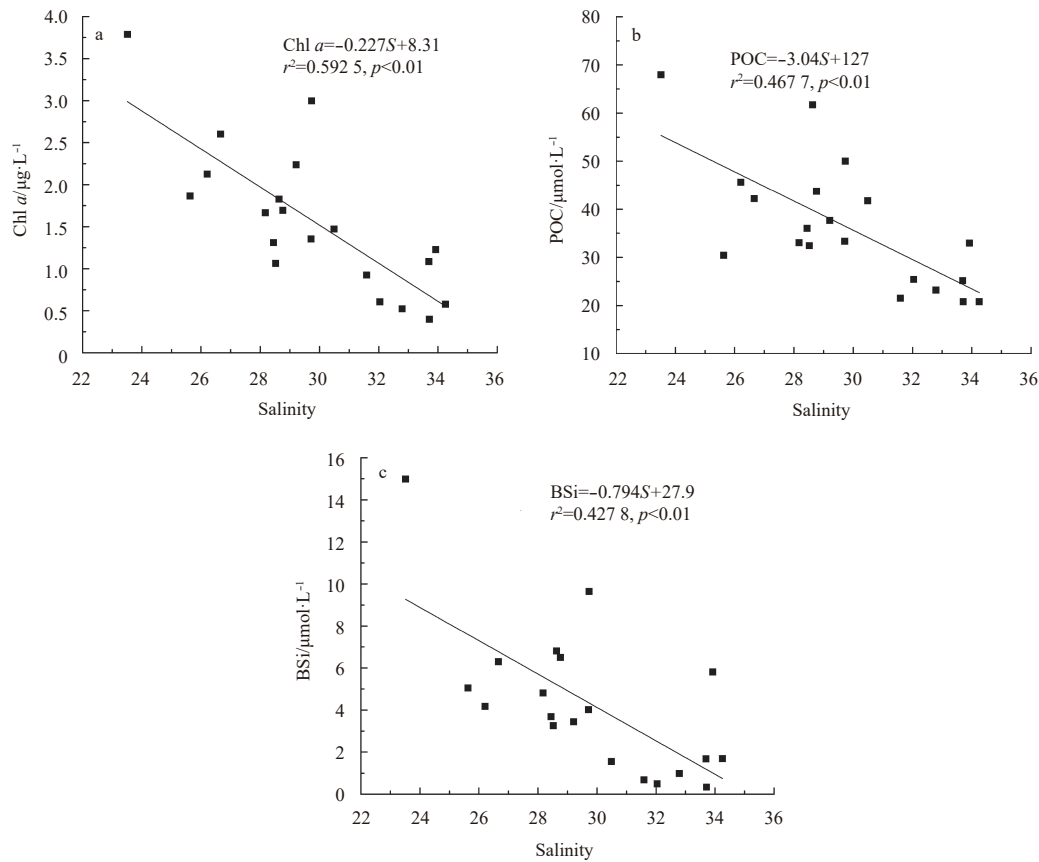 a
Chl a=−0.227S+8.31
r²=0.592 5, p<0.01
4.0
3.5
3.0
2.5
2.0
1.5
1.0
0.5
0
Chl a/μg·L⁻¹
22 24 26 28 30 32 34 36
Salinity
b
POC=−3.04S+127
r²=0.467 7, p<0.01
80
70
60
50
40
30
20
10
POC/μmol·L⁻¹
22 24 26 28 30 32 34 36
Salinity
c
BSi=−0.794S+27.9
r²=0.427 8, p<0.01
16
14
12
10
8
6
4
2
0
BSi/μmol·L⁻¹
22 24 26 28 30 32 34 36
Salinity